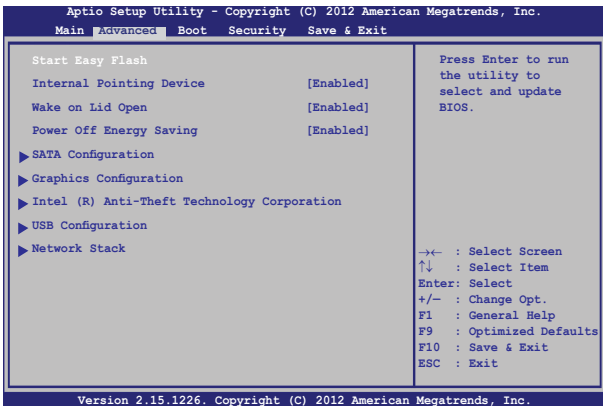 Aptio Setup Utility - Copyright (C) 2012 American Megatrends, Inc.
Main Advanced Boot Security Save & Exit
Start Easy Flash
Internal Pointing Device [Enabled]
Wake on Lid Open [Enabled]
Power Off Energy Saving [Enabled]
SATA Configuration
Graphics Configuration
Intel (R) Anti-Theft Technology Corporation
USB Configuration
Network Stack
Press Enter to run
the utility to
select and update
BIOS.
→← : Select Screen
↑↓ : Select Item
Enter: Select
+/— : Change Opt.
F1 : General Help
F9 : Optimized Defaults
F10 : Save & Exit
ESC : Exit
Version 2.15.1226. Copyright (C) 2012 American Megatrends, Inc.